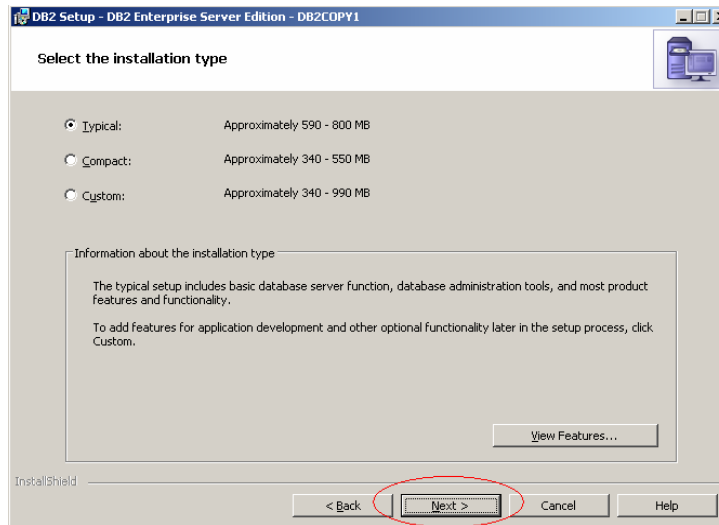 DB2 Setup - DB2 Enterprise Server Edition - DB2COPY1
Select the installation type
Typical: Approximately 590 - 800 MB
Compact: Approximately 340 - 550 MB
Custom: Approximately 340 - 990 MB
Information about the installation type
The typical setup includes basic database server function, database administration tools, and most product
features and functionality.
To add features for application development and other optional functionality later in the setup process, click
Custom.
View Features...
InstallShield
< Back Next > Cancel Help